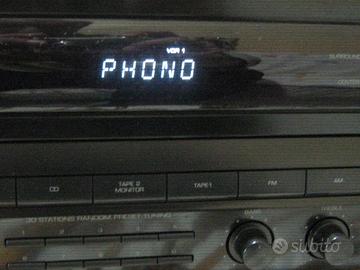 VCR 1
PHONO
SURROUND
CENTER
CD
TAPE 2
MONITOR
TAPE 1
FM
AM
30 STATIONS RANDOM PRESET TUNING
BASS
TREBLE
subito